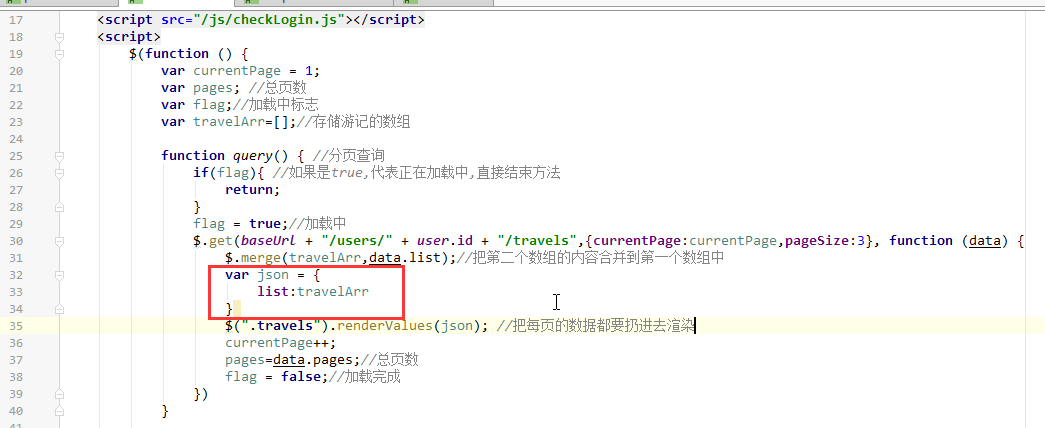 17 <script src="/js/checkLogin.js"></script>
18 <script>
19 $(function () {
20 var currentPage = 1;
21 var pages; //总页数
22 var flag;//加载中标志
23 var travelArr=[];//存储游记的数组
24
25 function query() { //分页查询
26 if(flag){ //如果是true,代表正在加载中,直接结束方法
27 return;
28 }
29 flag = true;//加载中
30 $.get(baseUrl + "/users/" + user.id + "/travels",{currentPage:currentPage,pageSize:3}, function (data) {
31 $.merge(travelArr,data.list);//把第二个数组的内容合并到第一个数组中
32 var json = {
33 list:travelArr
34 }
35 $(".travels").renderValues(json); //把每页的数据都要扔进去渲染
36 currentPage++;
37 pages=data.pages;//总页数
38 flag = false;//加载完成
39 })
40 }